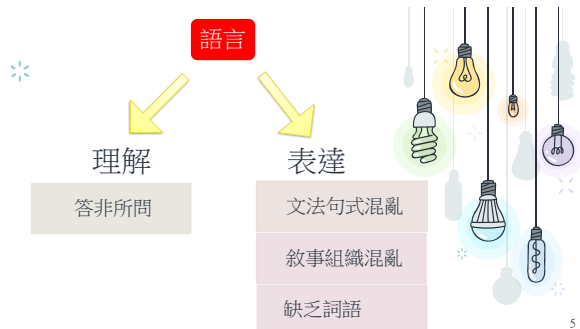 語言
理解
表達
答非所問
文法句式混亂
敘事組織混亂
缺乏詞語
5